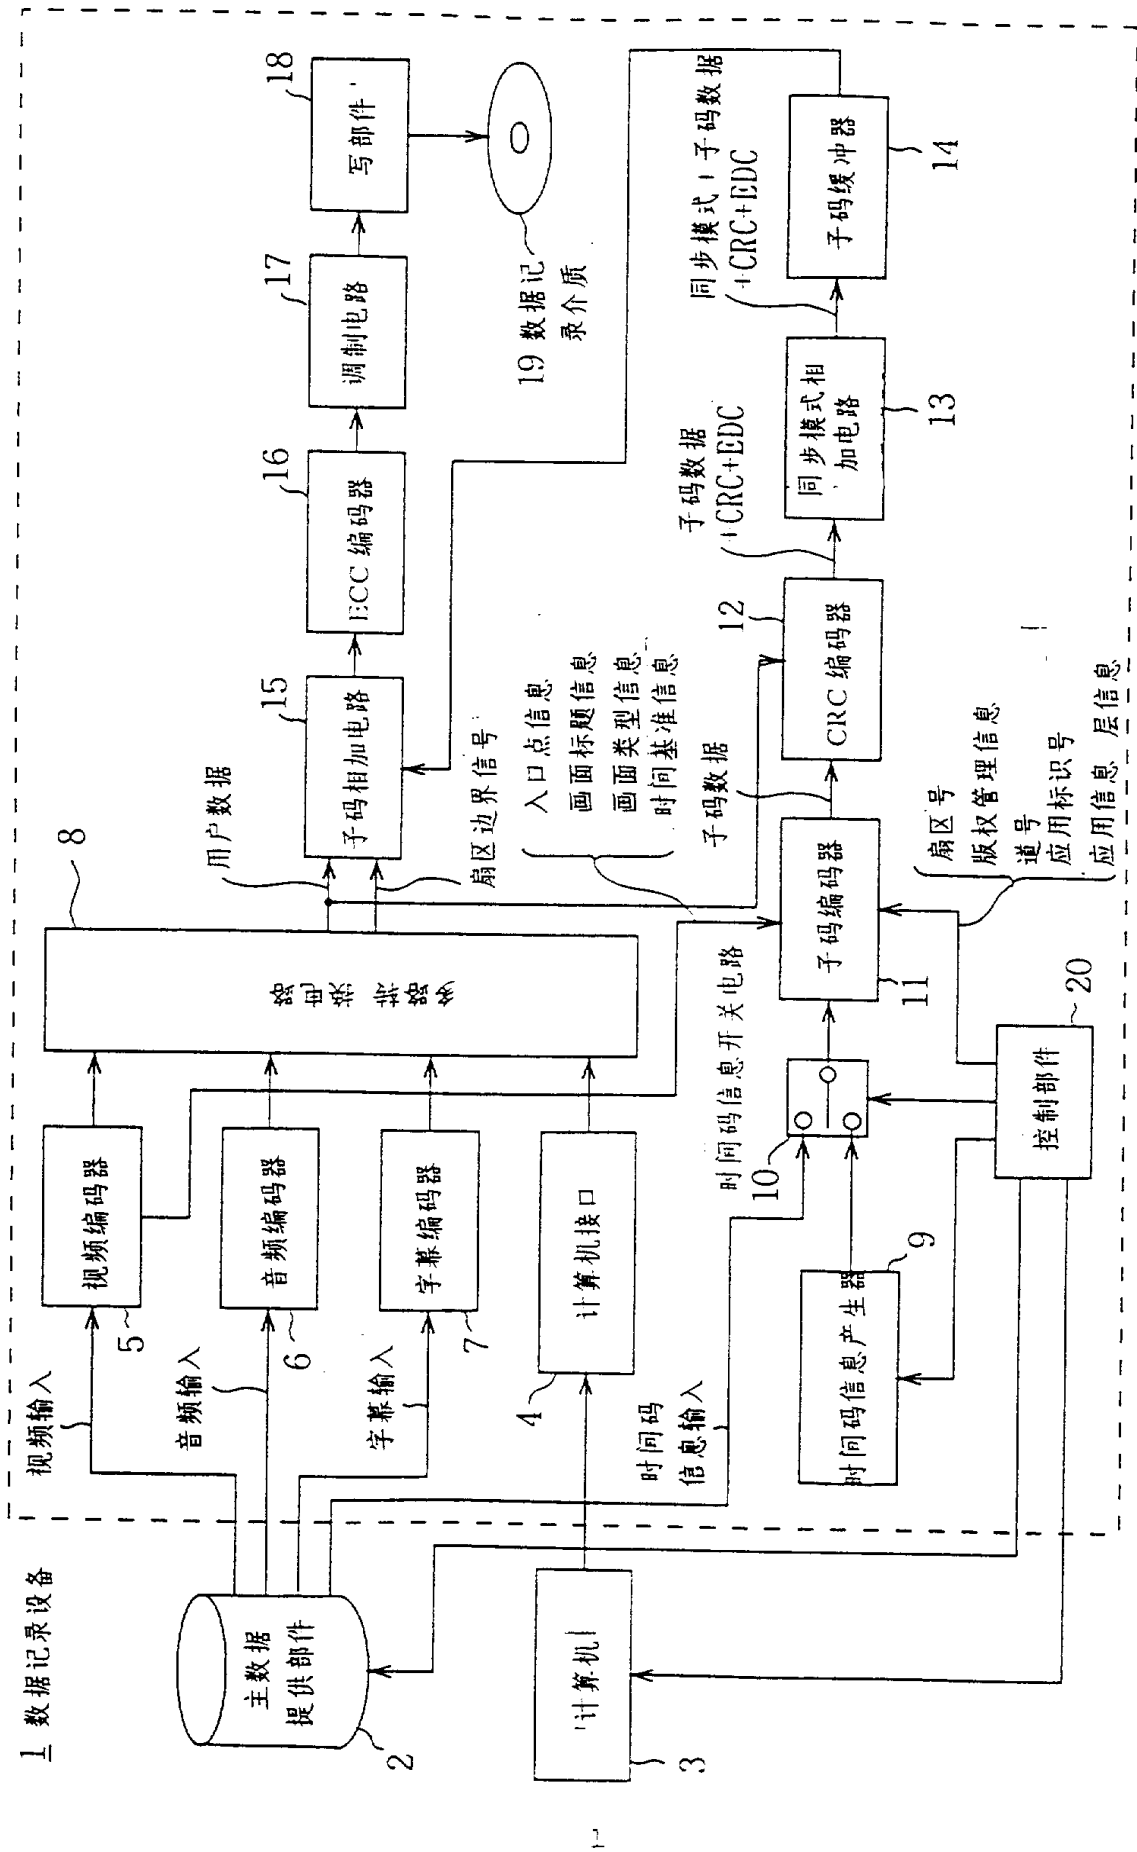 1 数据记录设备
主数据
提供部件
2
计算机
3
视频输入
音频输入
字幕输入
时间码
信息输入
视频编码器
5
音频编码器
6
字幕编码器
7
计算机接口
4
时间码信息产生器
9
10
时间码信息开关电路
控制部件
20
8
用户数据
扇区边界信号
子码相加电路
15
ECC 编码器
16
调制电路
17
写部件
18
19 数据记
录介质
入口点信息
画面标题信息
画面类型信息
时间基准信息
子码数据
子码编码器
11
扇区号
版权管理信息
道号
应用标识号
应用信息 层信息
CRC 编码器
12
子码数据
+CRC+EDC
同步模式相
加电路
13
同步模式+子码数据
+CRC+EDC
子码缓冲器
14